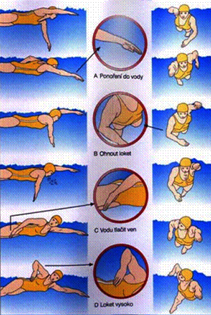 A Ponoření do vody
B Ohnout loket
C Vodu tlačit ven
D Loket vysoko